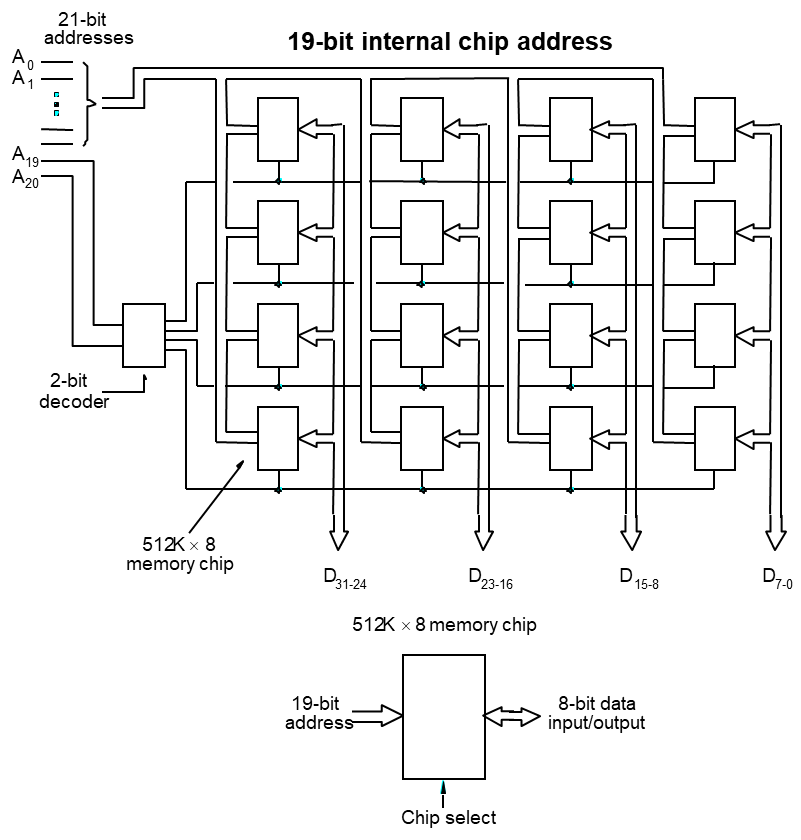 21-bit
addresses
19-bit internal chip address
A0
A1
A19
A20
2-bit
decoder
512K × 8
memory chip
D31-24
D23-16
D15-8
D7-0
512K × 8 memory chip
19-bit
address
8-bit data
input/output
Chip select